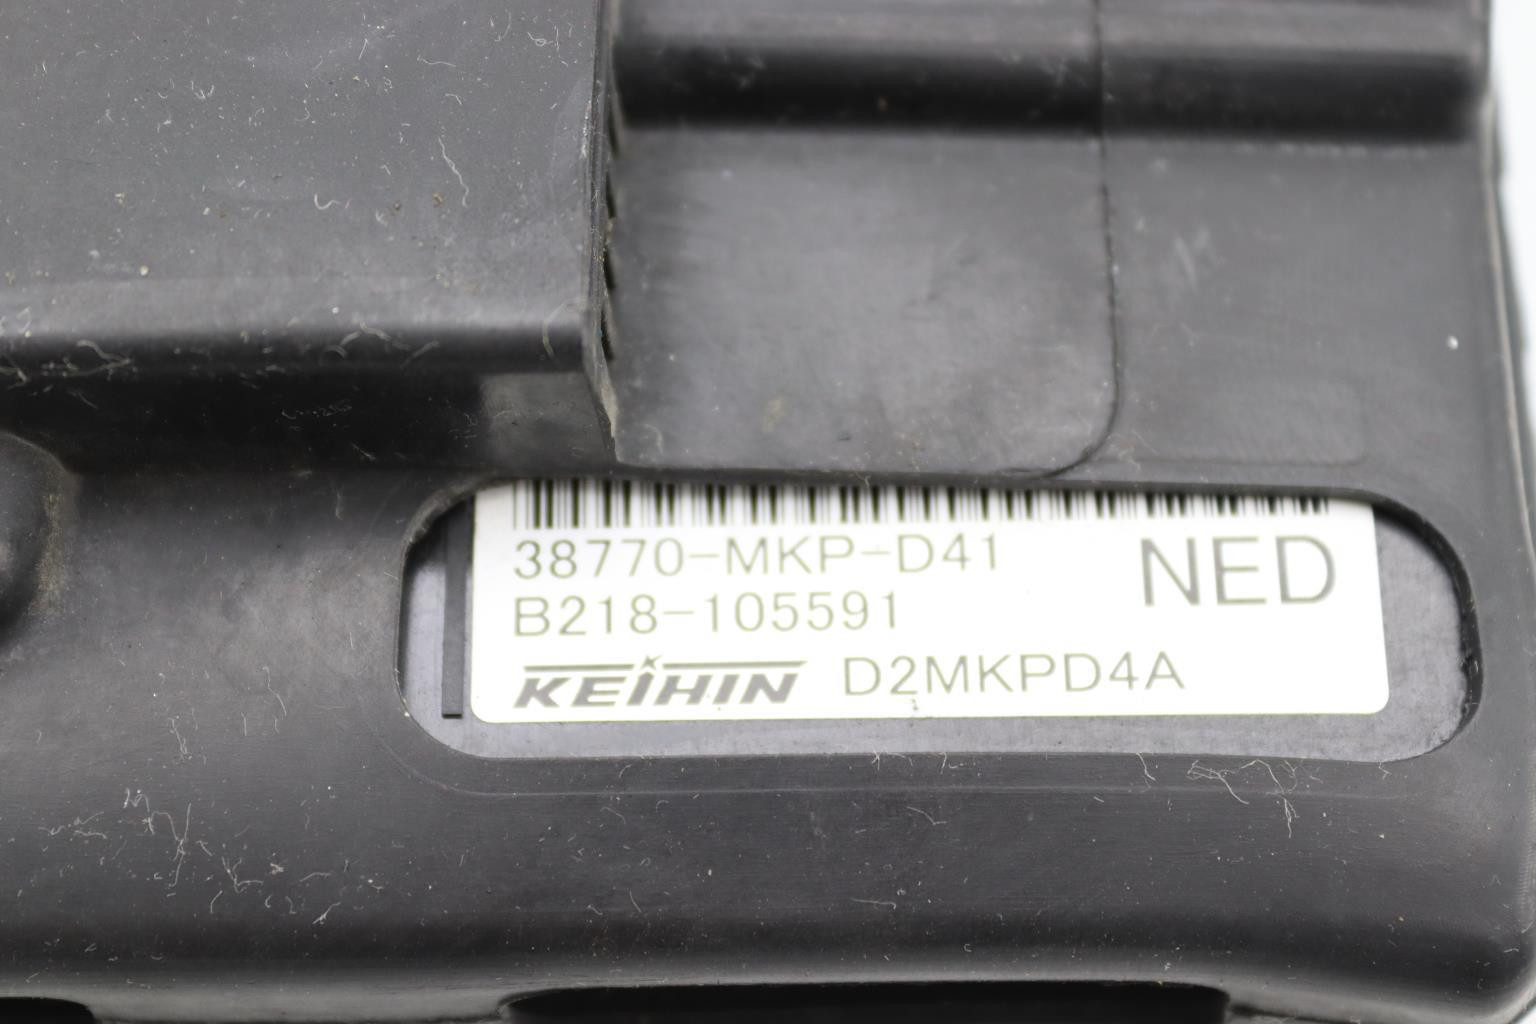 38770-MKP-D41
NED
B218-105591
KEIHIN D2MKPD4A